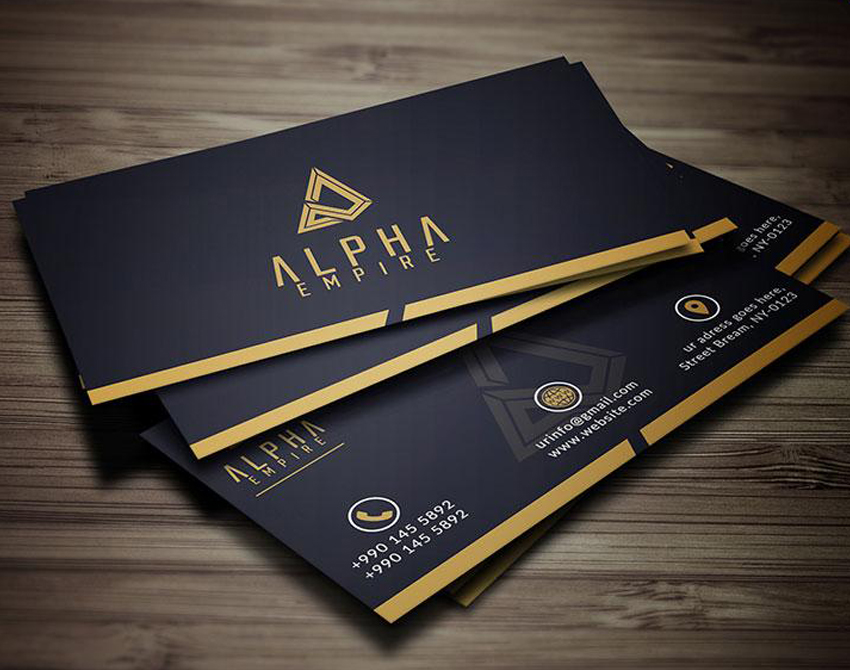 ALPHA
EMPIRE
goes here,
, NY-0123
ur adress goes here,
Street Bream, NY-0123
urinfo@gmail.com
www.website.com
ALPHA
EMPIRE
+990 145 5892
+990 145 5892